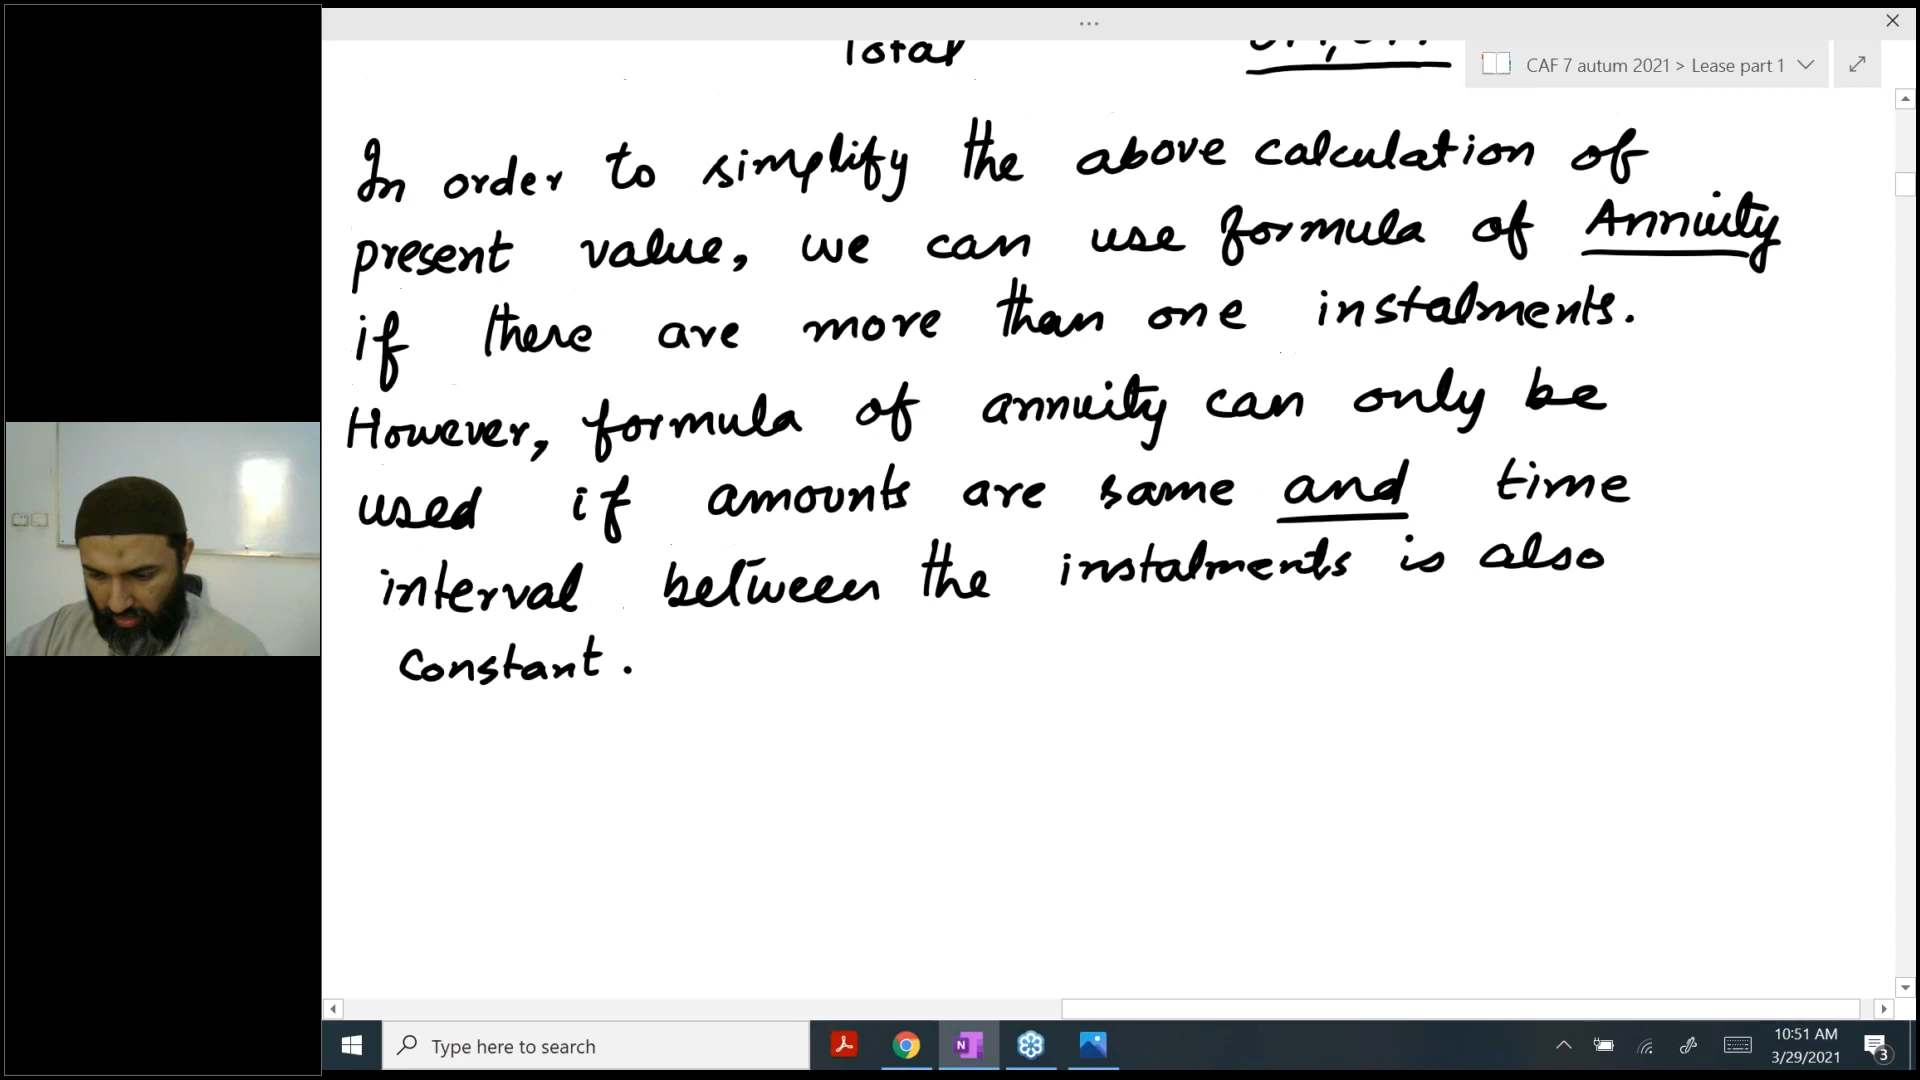 Total
CAF 7 autum 2021 > Lease part 1
In order to simplify the above calculation of
present value, we can use formula of Annuity
if there are more than one instalments.
However, formula of annuity can only be
used if amounts are same and time
interval between the instalments is also
constant.
Type here to search
10:51 AM
3/29/2021
3